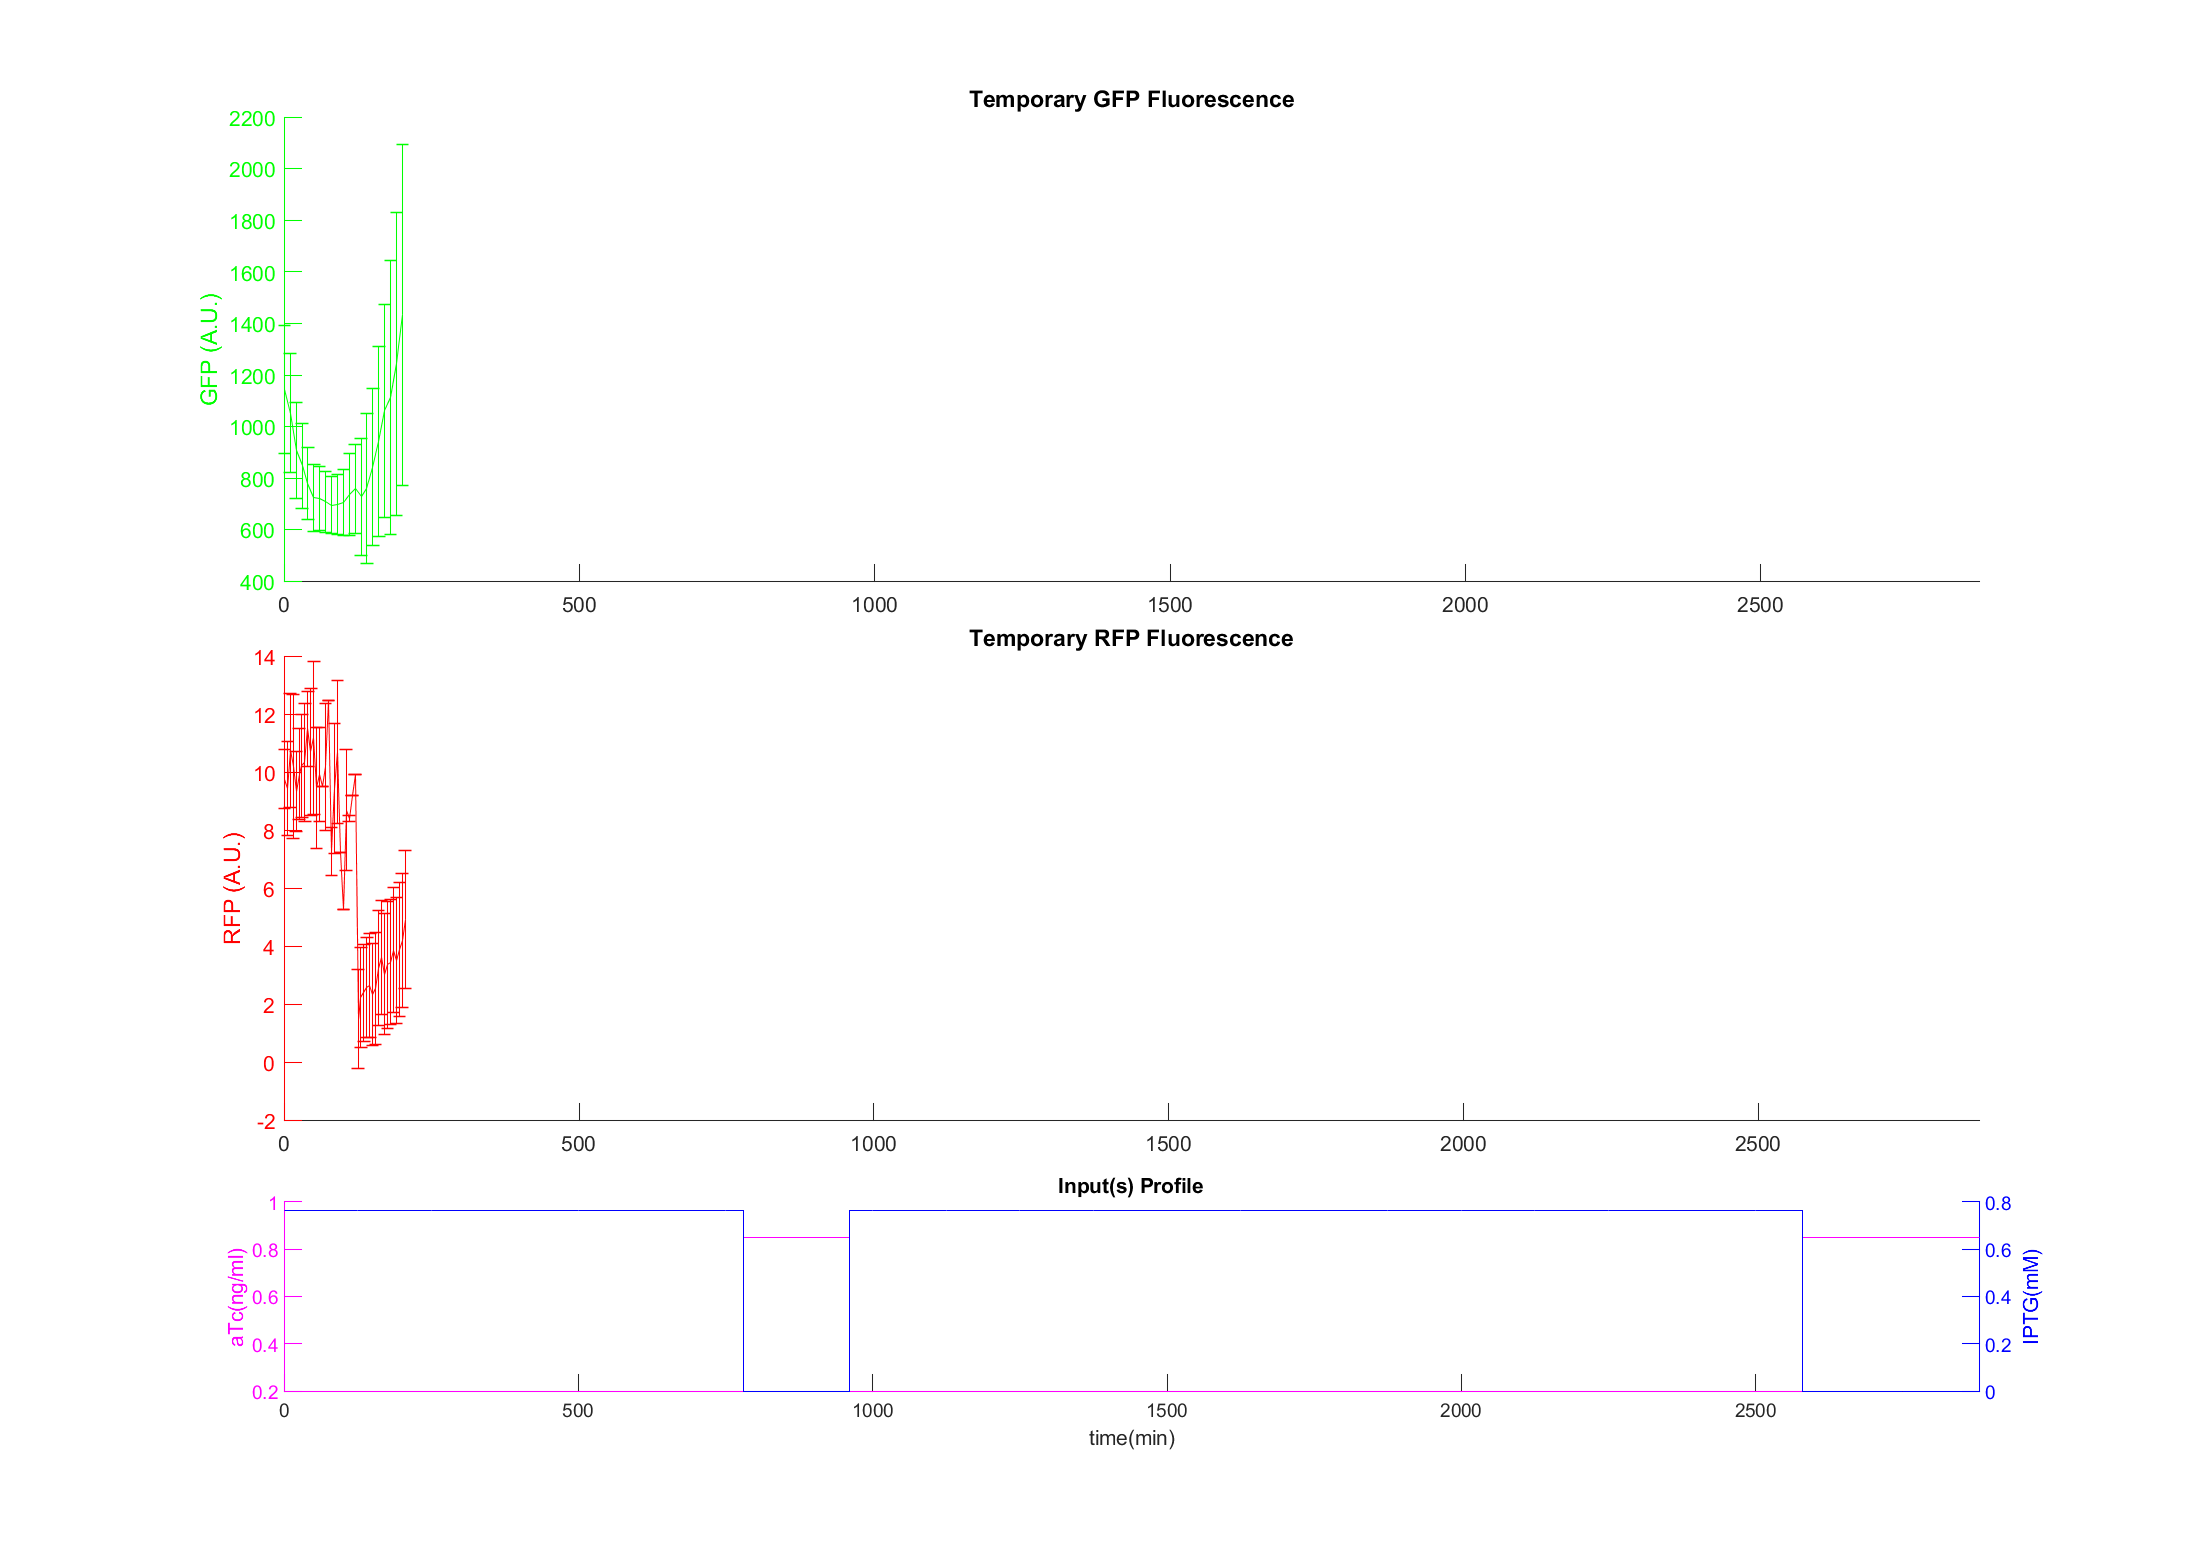 Temporary GFP Fluorescence
2200
2000
1800
1600
1400
1200
1000
800
600
400
GFP (A.U.)
0 500 1000 1500 2000 2500
Temporary RFP Fluorescence
14
12
10
8
6
4
2
0
-2
RFP (A.U.)
0 500 1000 1500 2000 2500
Input(s) Profile
1
0.8
0.6
0.4
0.2
aTc(ng/ml)
0.8
0.6
0.4
0.2
0
IPTG(mM)
0 500 1000 1500 2000 2500
time(min)